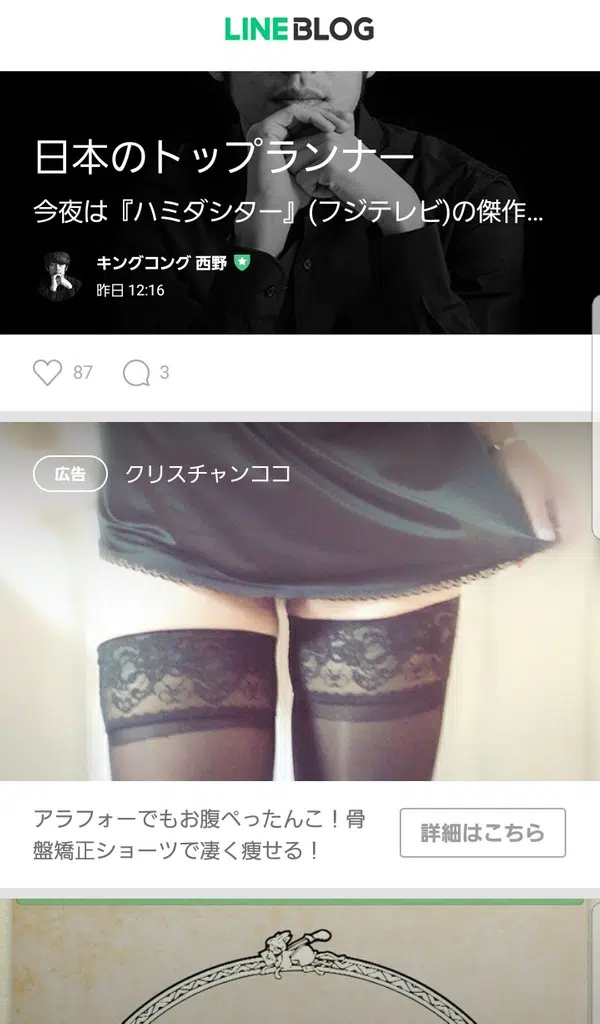 LINE BLOG
日本のトップランナー
今夜は『ハミダシター』(フジテレビ)の傑作...
キングコング 西野
昨日 12:16
87 3
広告 クリスチャンココ
アラフォーでもお腹ぺったんこ！骨
盤矯正ショーツで凄く痩せる！
詳細はこちら